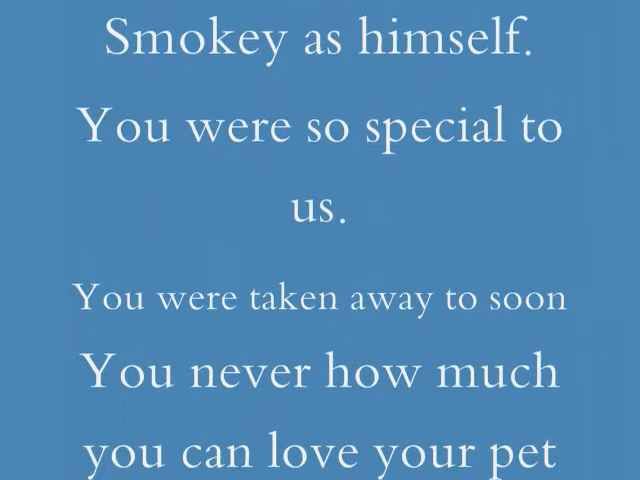 Smokey as himself.
You were so special to
us.
You were taken away to soon
You never how much
you can love your pet